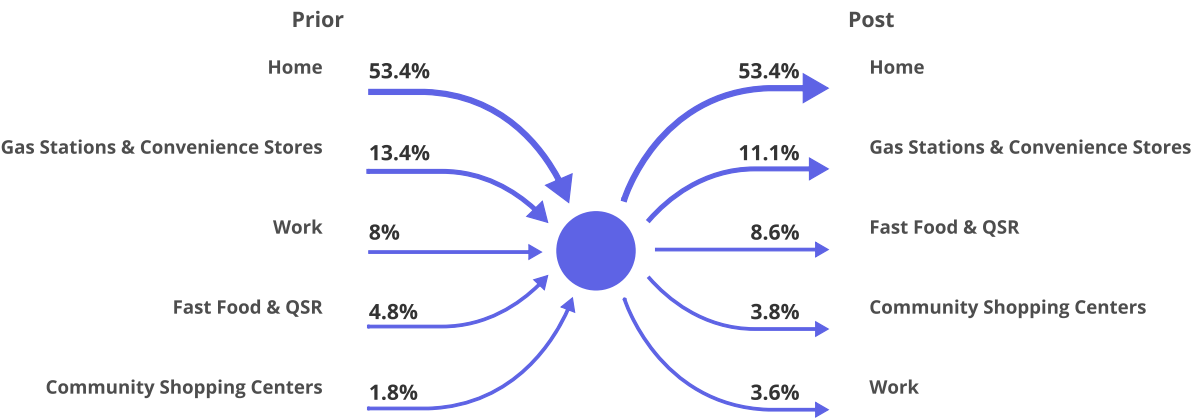 Prior Post
Home 53.4% 53.4% Home
Gas Stations & Convenience Stores 13.4% 11.1% Gas Stations & Convenience Stores
Work 8% 8.6% Fast Food & QSR
Fast Food & QSR 4.8% 3.8% Community Shopping Centers
Community Shopping Centers 1.8% 3.6% Work